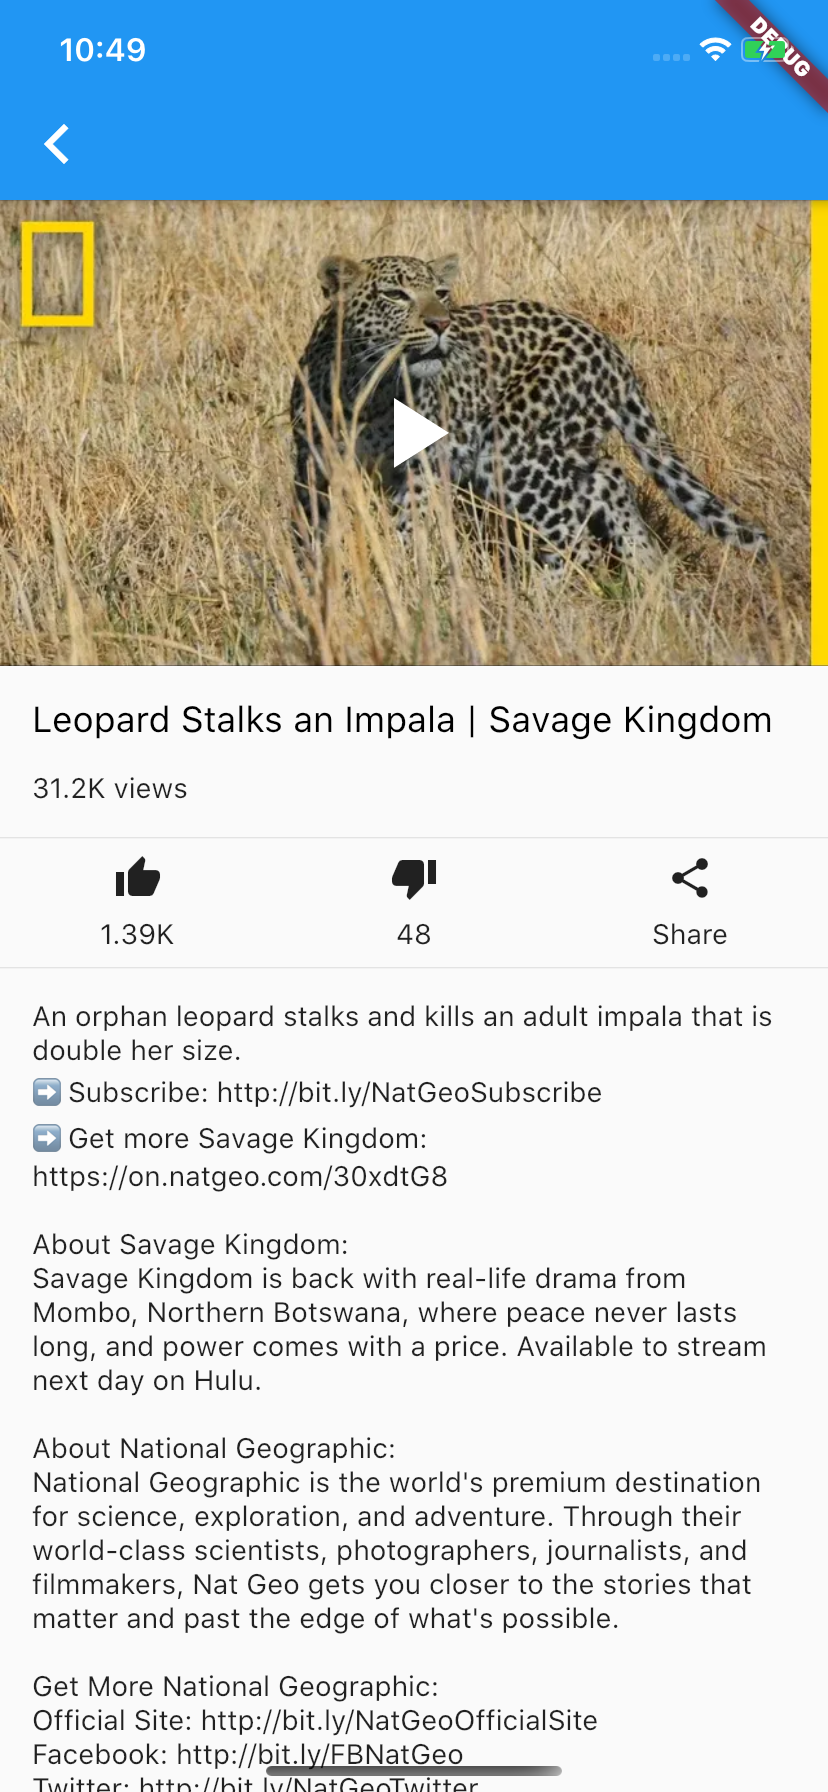 10:49
DEBUG
Leopard Stalks an Impala | Savage Kingdom
31.2K views
1.39K
48
Share
An orphan leopard stalks and kills an adult impala that is
double her size.
➡️ Subscribe: http://bit.ly/NatGeoSubscribe
➡️ Get more Savage Kingdom:
https://on.natgeo.com/30xdtG8
About Savage Kingdom:
Savage Kingdom is back with real-life drama from
Mombo, Northern Botswana, where peace never lasts
long, and power comes with a price. Available to stream
next day on Hulu.
About National Geographic:
National Geographic is the world's premium destination
for science, exploration, and adventure. Through their
world-class scientists, photographers, journalists, and
filmmakers, Nat Geo gets you closer to the stories that
matter and past the edge of what's possible.
Get More National Geographic:
Official Site: http://bit.ly/NatGeoOfficialSite
Facebook: http://bit.ly/FBNatGeo
Twitter: http://bit.ly/NatGeoTwitter